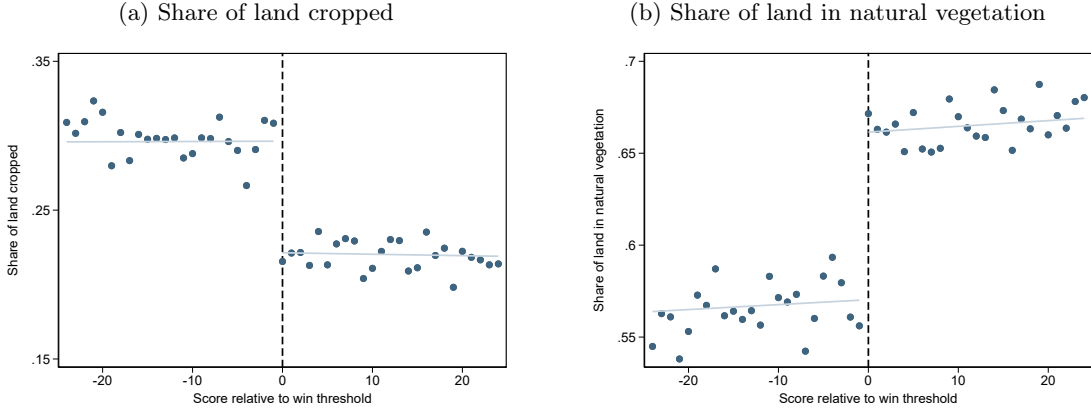 (a) Share of land cropped
.35
.25
.15
Share of land cropped
-20 -10 0 10 20
Score relative to win threshold
(b) Share of land in natural vegetation
.7
.65
.6
.55
Share of land in natural vegetation
-20 -10 0 10 20
Score relative to win threshold